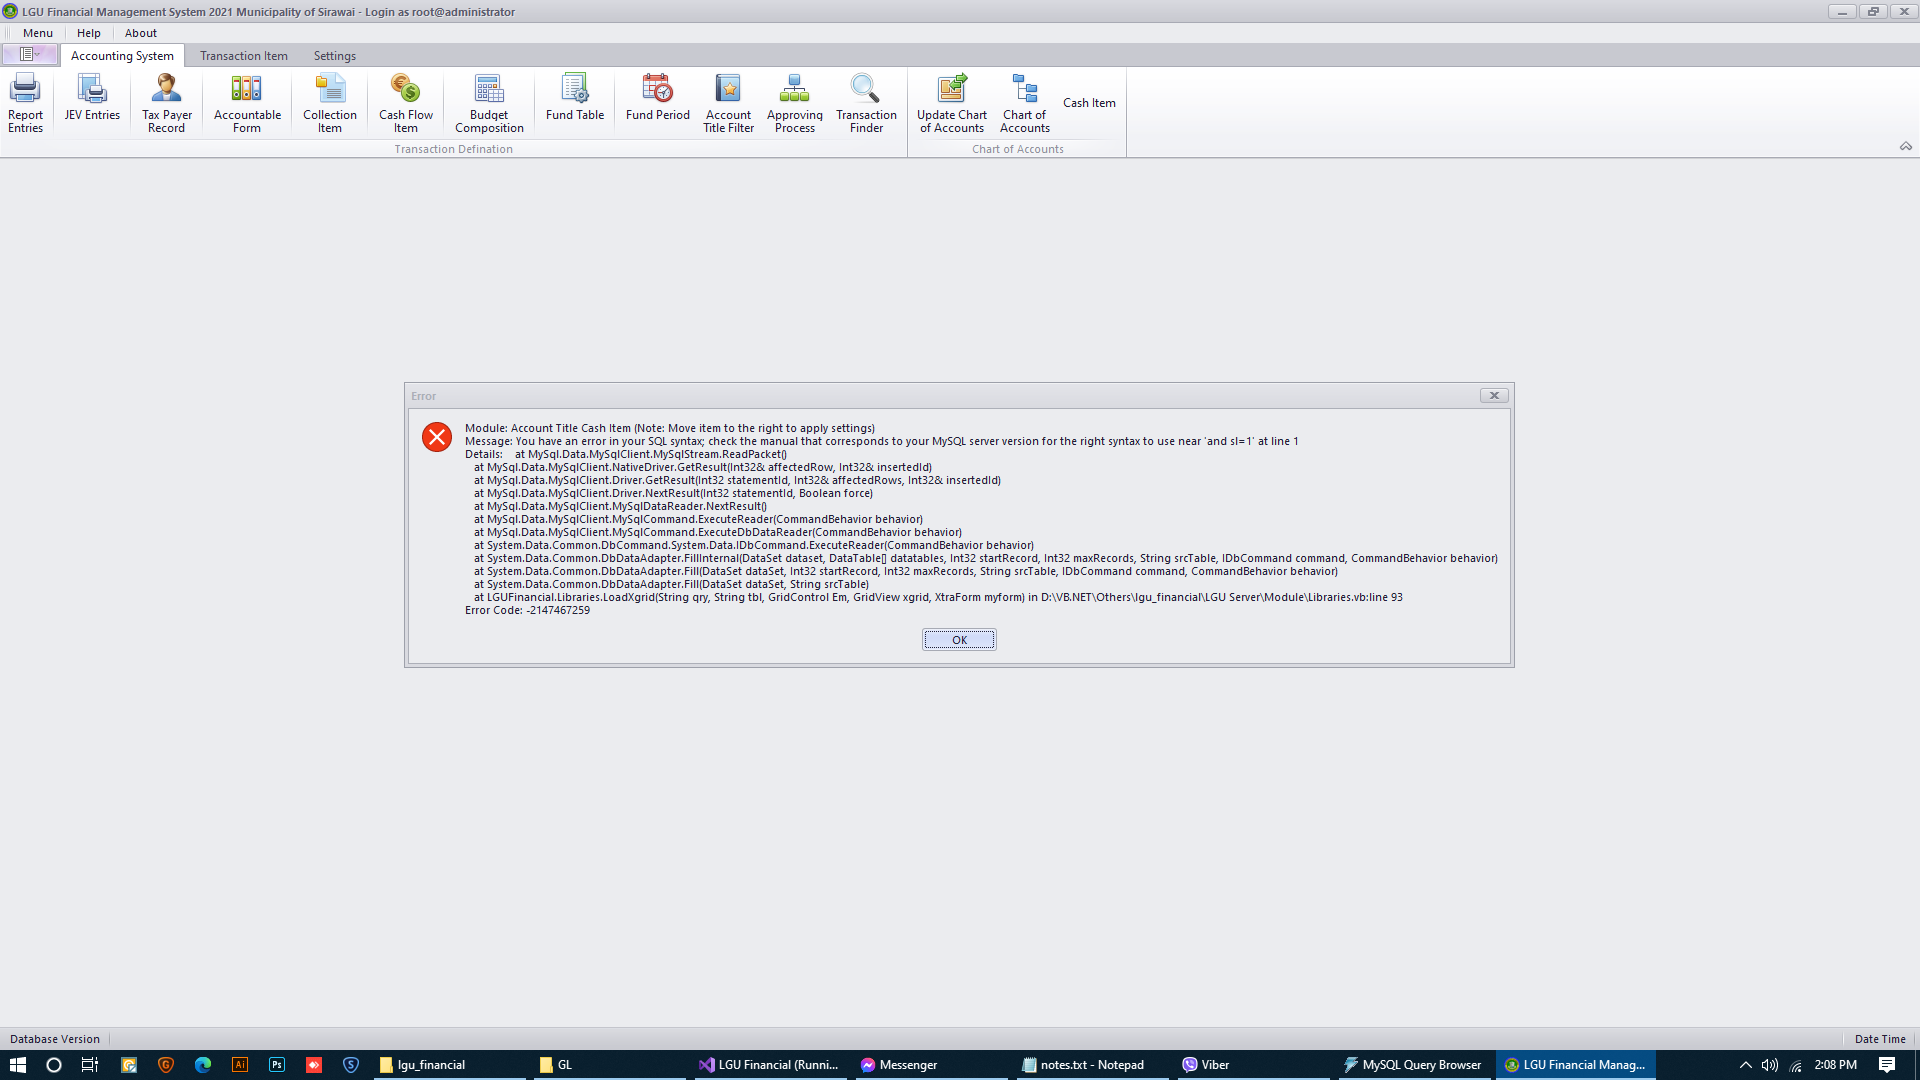 LGU Financial Management System 2021 Municipality of Sirawai - Login as root@administrator
Menu Help About
Accounting System Transaction Item Settings
Report Entries
JEV Entries
Tax Payer Record
Accountable Form
Collection Item
Cash Flow Item
Budget Composition
Fund Table
Fund Period
Account Title Filter
Approving Process
Transaction Finder
Update Chart of Accounts
Chart of Accounts
Cash Item
Transaction Defination
Chart of Accounts
Error
Module: Account Title Cash Item (Note: Move item to the right to apply settings)
Message: You have an error in your SQL syntax; check the manual that corresponds to your MySQL server version for the right syntax to use near 'and sl=1' at line 1
Details:    at MySql.Data.MySqlClient.MySqlStream.ReadPacket()
at MySql.Data.MySqlClient.NativeDriver.GetResult(Int32& affectedRow, Int32& insertedId)
at MySql.Data.MySqlClient.Driver.GetResult(Int32 statementId, Int32& affectedRows, Int32& insertedId)
at MySql.Data.MySqlClient.Driver.NextResult(Int32 statementId, Boolean force)
at MySql.Data.MySqlClient.MySqlDataReader.NextResult()
at MySql.Data.MySqlClient.MySqlCommand.ExecuteReader(CommandBehavior behavior)
at MySql.Data.MySqlClient.MySqlCommand.ExecuteDbDataReader(CommandBehavior behavior)
at System.Data.Common.DbCommand.System.Data.IDbCommand.ExecuteReader(CommandBehavior behavior)
at System.Data.Common.DbDataAdapter.FillInternal(DataSet dataset, DataTable[] datatables, Int32 startRecord, Int32 maxRecords, String srcTable, IDbCommand command, CommandBehavior behavior)
at System.Data.Common.DbDataAdapter.Fill(DataSet dataSet, Int32 startRecord, Int32 maxRecords, String srcTable, IDbCommand command, CommandBehavior behavior)
at System.Data.Common.DbDataAdapter.Fill(DataSet dataSet, String srcTable)
at LGUFinancial.Libraries.LoadXgrid(String qry, String tbl, GridControl Em, GridView xgrid, XtraForm myform) in D:\VB.NET\Others\lgu_financial\LGU Server\Module\Libraries.vb:line 93
Error Code: -2147467259
OK
Database Version
Date Time
Ai
Ps
lgu_financial
GL
LGU Financial (Runni...
Messenger
notes.txt - Notepad
Viber
MySQL Query Browser
LGU Financial Manag...
2:08 PM